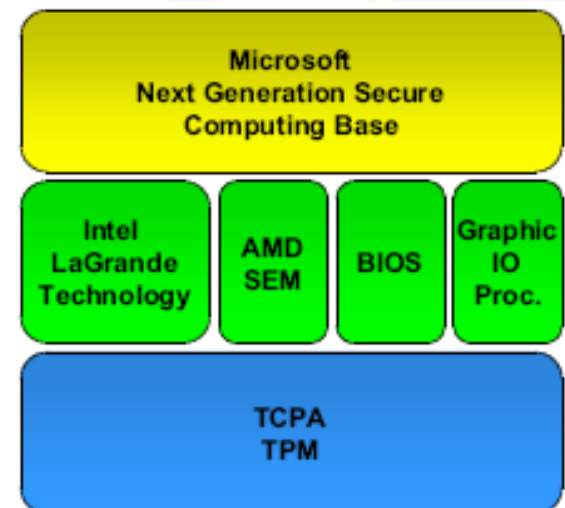 Microsoft
Next Generation Secure
Computing Base
Intel
LaGrande
Technology
AMD
SEM
BIOS
Graphic
IO
Proc.
TCPA
TPM